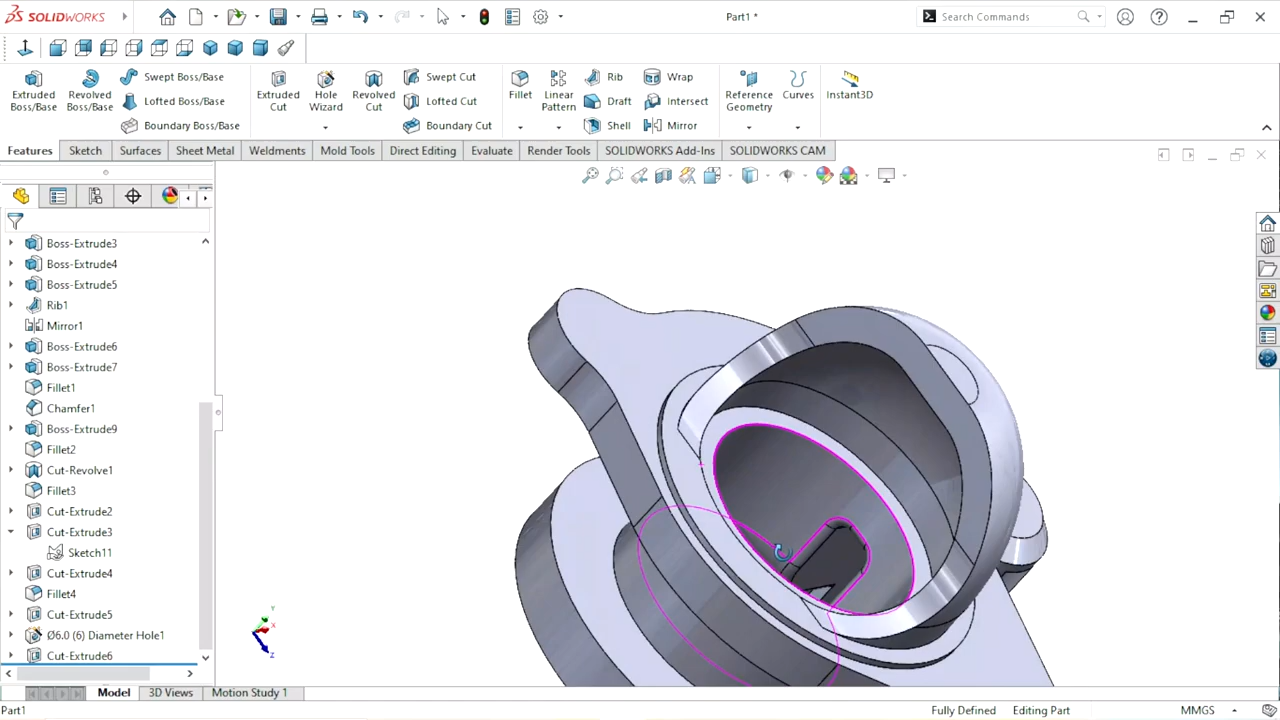 SOLIDWORKS
Part1 *
Search Commands
Extruded Boss/Base
Revolved Boss/Base
Swept Boss/Base
Lofted Boss/Base
Boundary Boss/Base
Extruded Cut
Hole Wizard
Revolved Cut
Swept Cut
Lofted Cut
Boundary Cut
Fillet
Linear Pattern
Rib
Draft
Shell
Wrap
Intersect
Mirror
Reference Geometry
Curves
Instant3D
Features
Sketch
Surfaces
Sheet Metal
Weldments
Mold Tools
Direct Editing
Evaluate
Render Tools
SOLIDWORKS Add-Ins
SOLIDWORKS CAM
Boss-Extrude3
Boss-Extrude4
Boss-Extrude5
Rib1
Mirror1
Boss-Extrude6
Boss-Extrude7
Fillet1
Chamfer1
Boss-Extrude9
Fillet2
Cut-Revolve1
Fillet3
Cut-Extrude2
Cut-Extrude3
Sketch11
Cut-Extrude4
Fillet4
Cut-Extrude5
Ø6.0 (6) Diameter Hole1
Cut-Extrude6
Y
X
Z
Model
3D Views
Motion Study 1
Part1
Fully Defined
Editing Part
MMGS